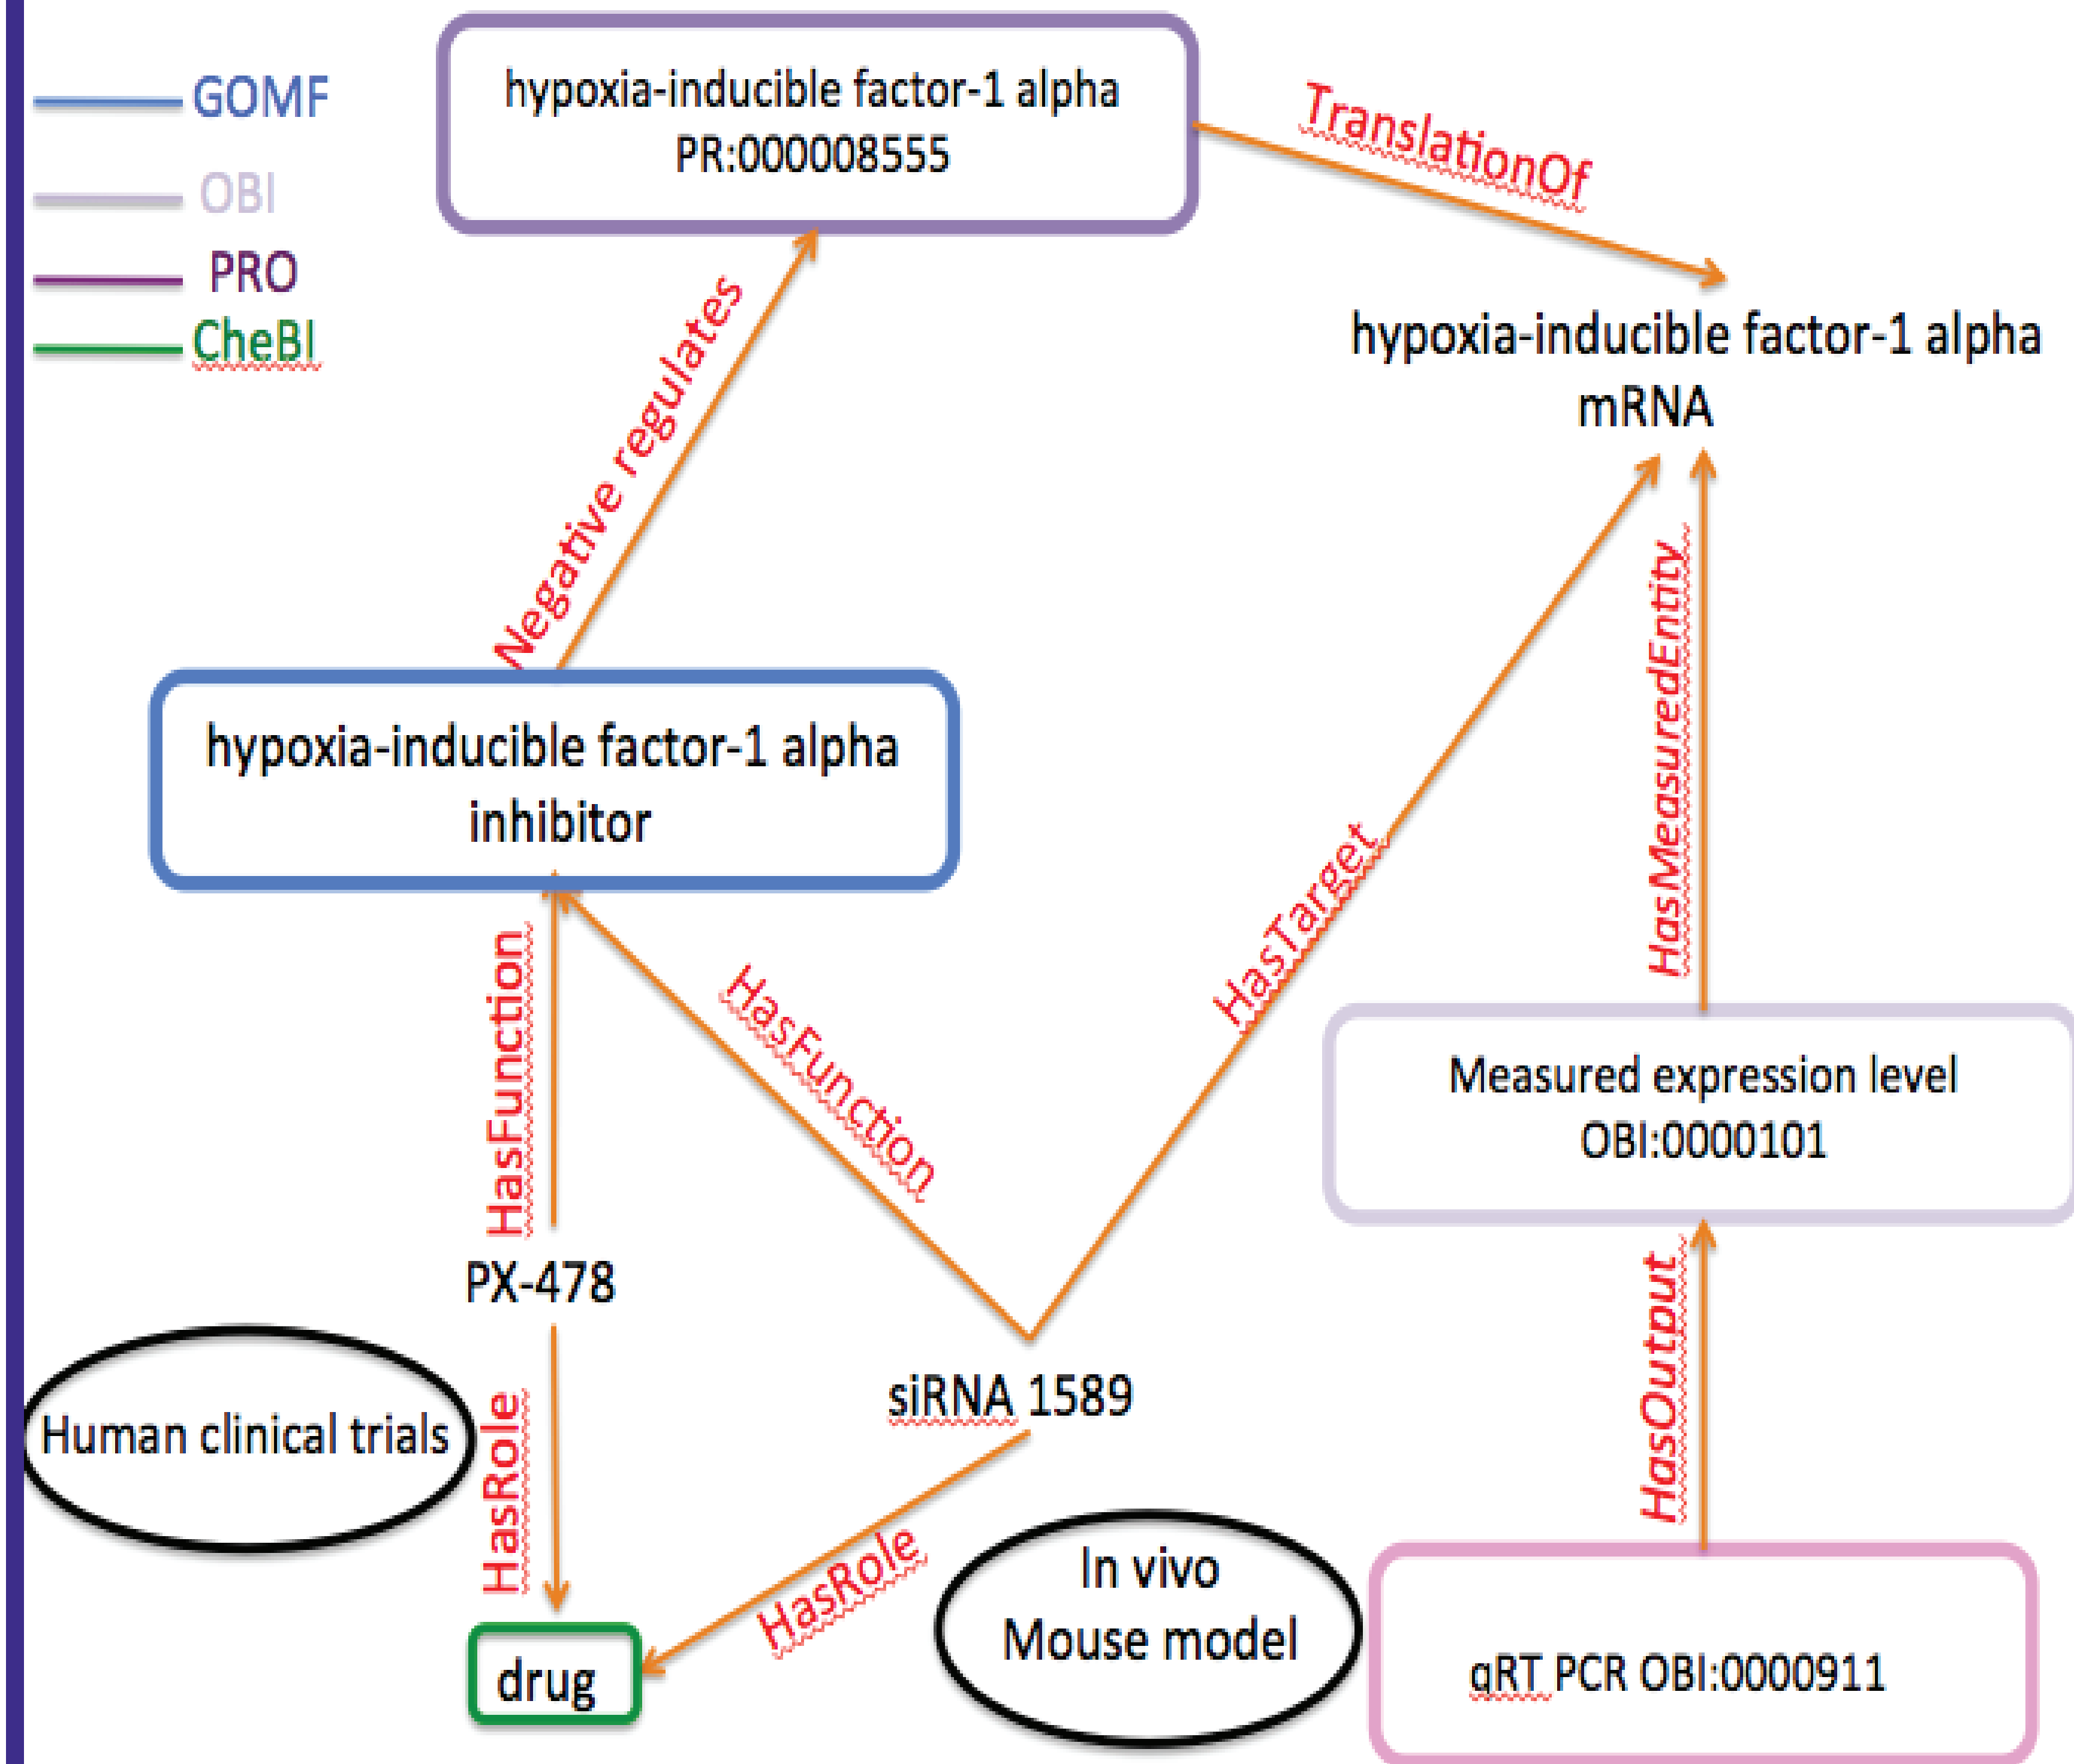 GOMF
OBI
PRO
CheBI
hypoxia-inducible factor-1 alpha
PR:000008555
TranslationOf
hypoxia-inducible factor-1 alpha
mRNA
Negative regulates
hypoxia-inducible factor-1 alpha
inhibitor
HasTarget
HasMeasuredEntity
HasFunction
HasFunction
Measured expression level
OBI:0000101
PX-478
siRNA 1589
HasOutput
Human clinical trials
HasRole
HasRole
In vivo
Mouse model
drug
qRT PCR OBI:0000911